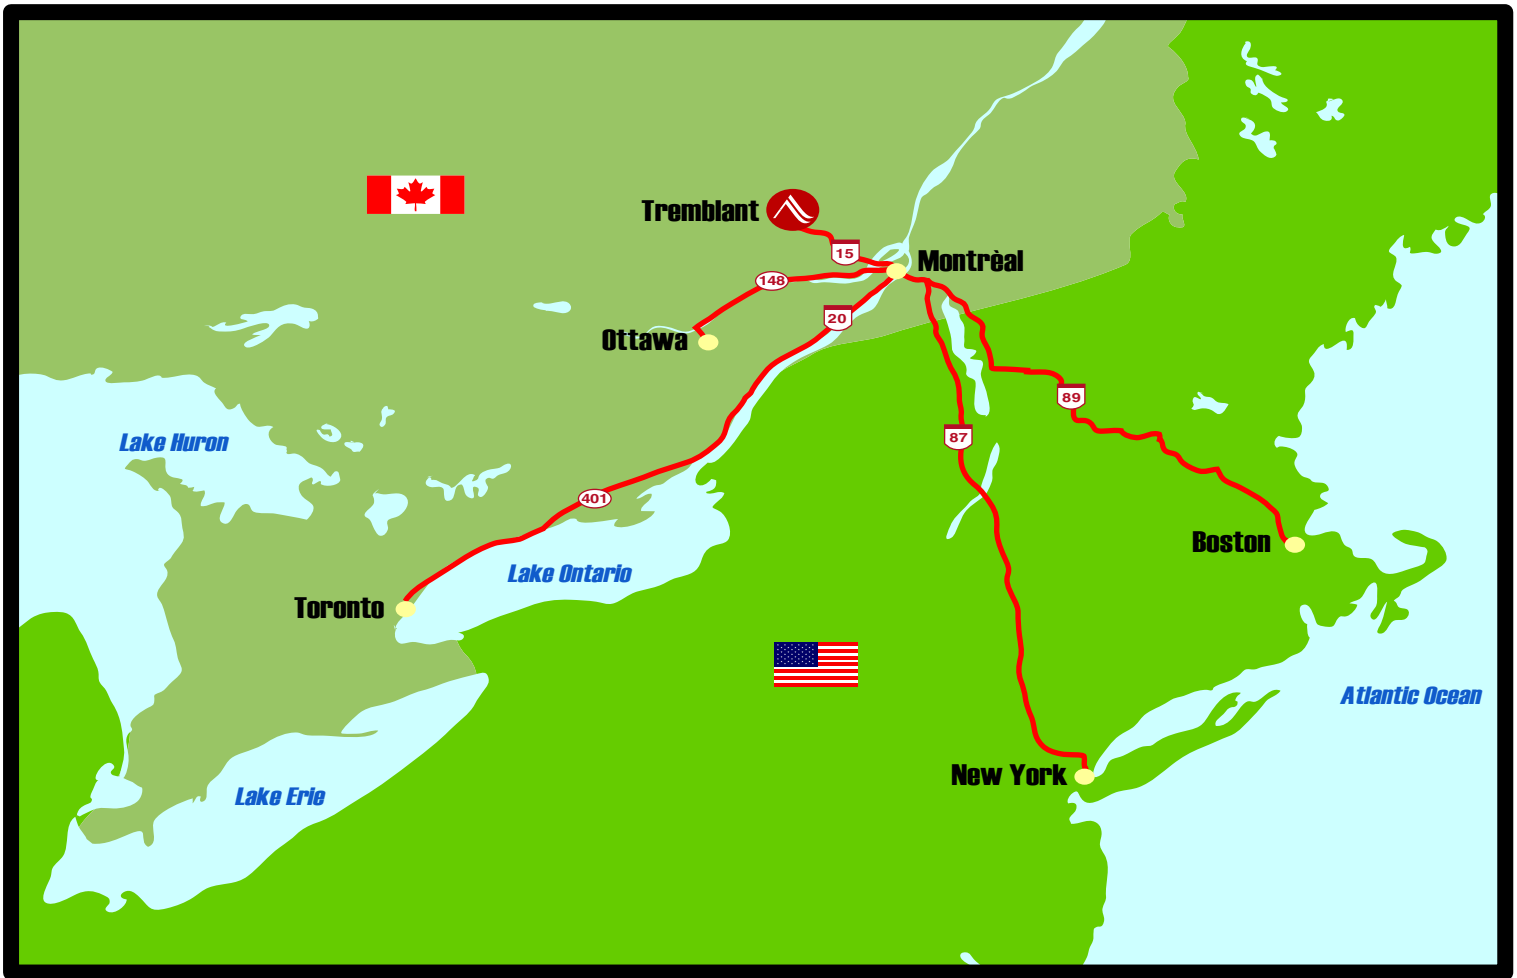 Tremblant
15
Montrèal
148
20
Ottawa
89
Lake Huron
87
401
Boston
Lake Ontario
Toronto
Atlantic Ocean
New York
Lake Erie